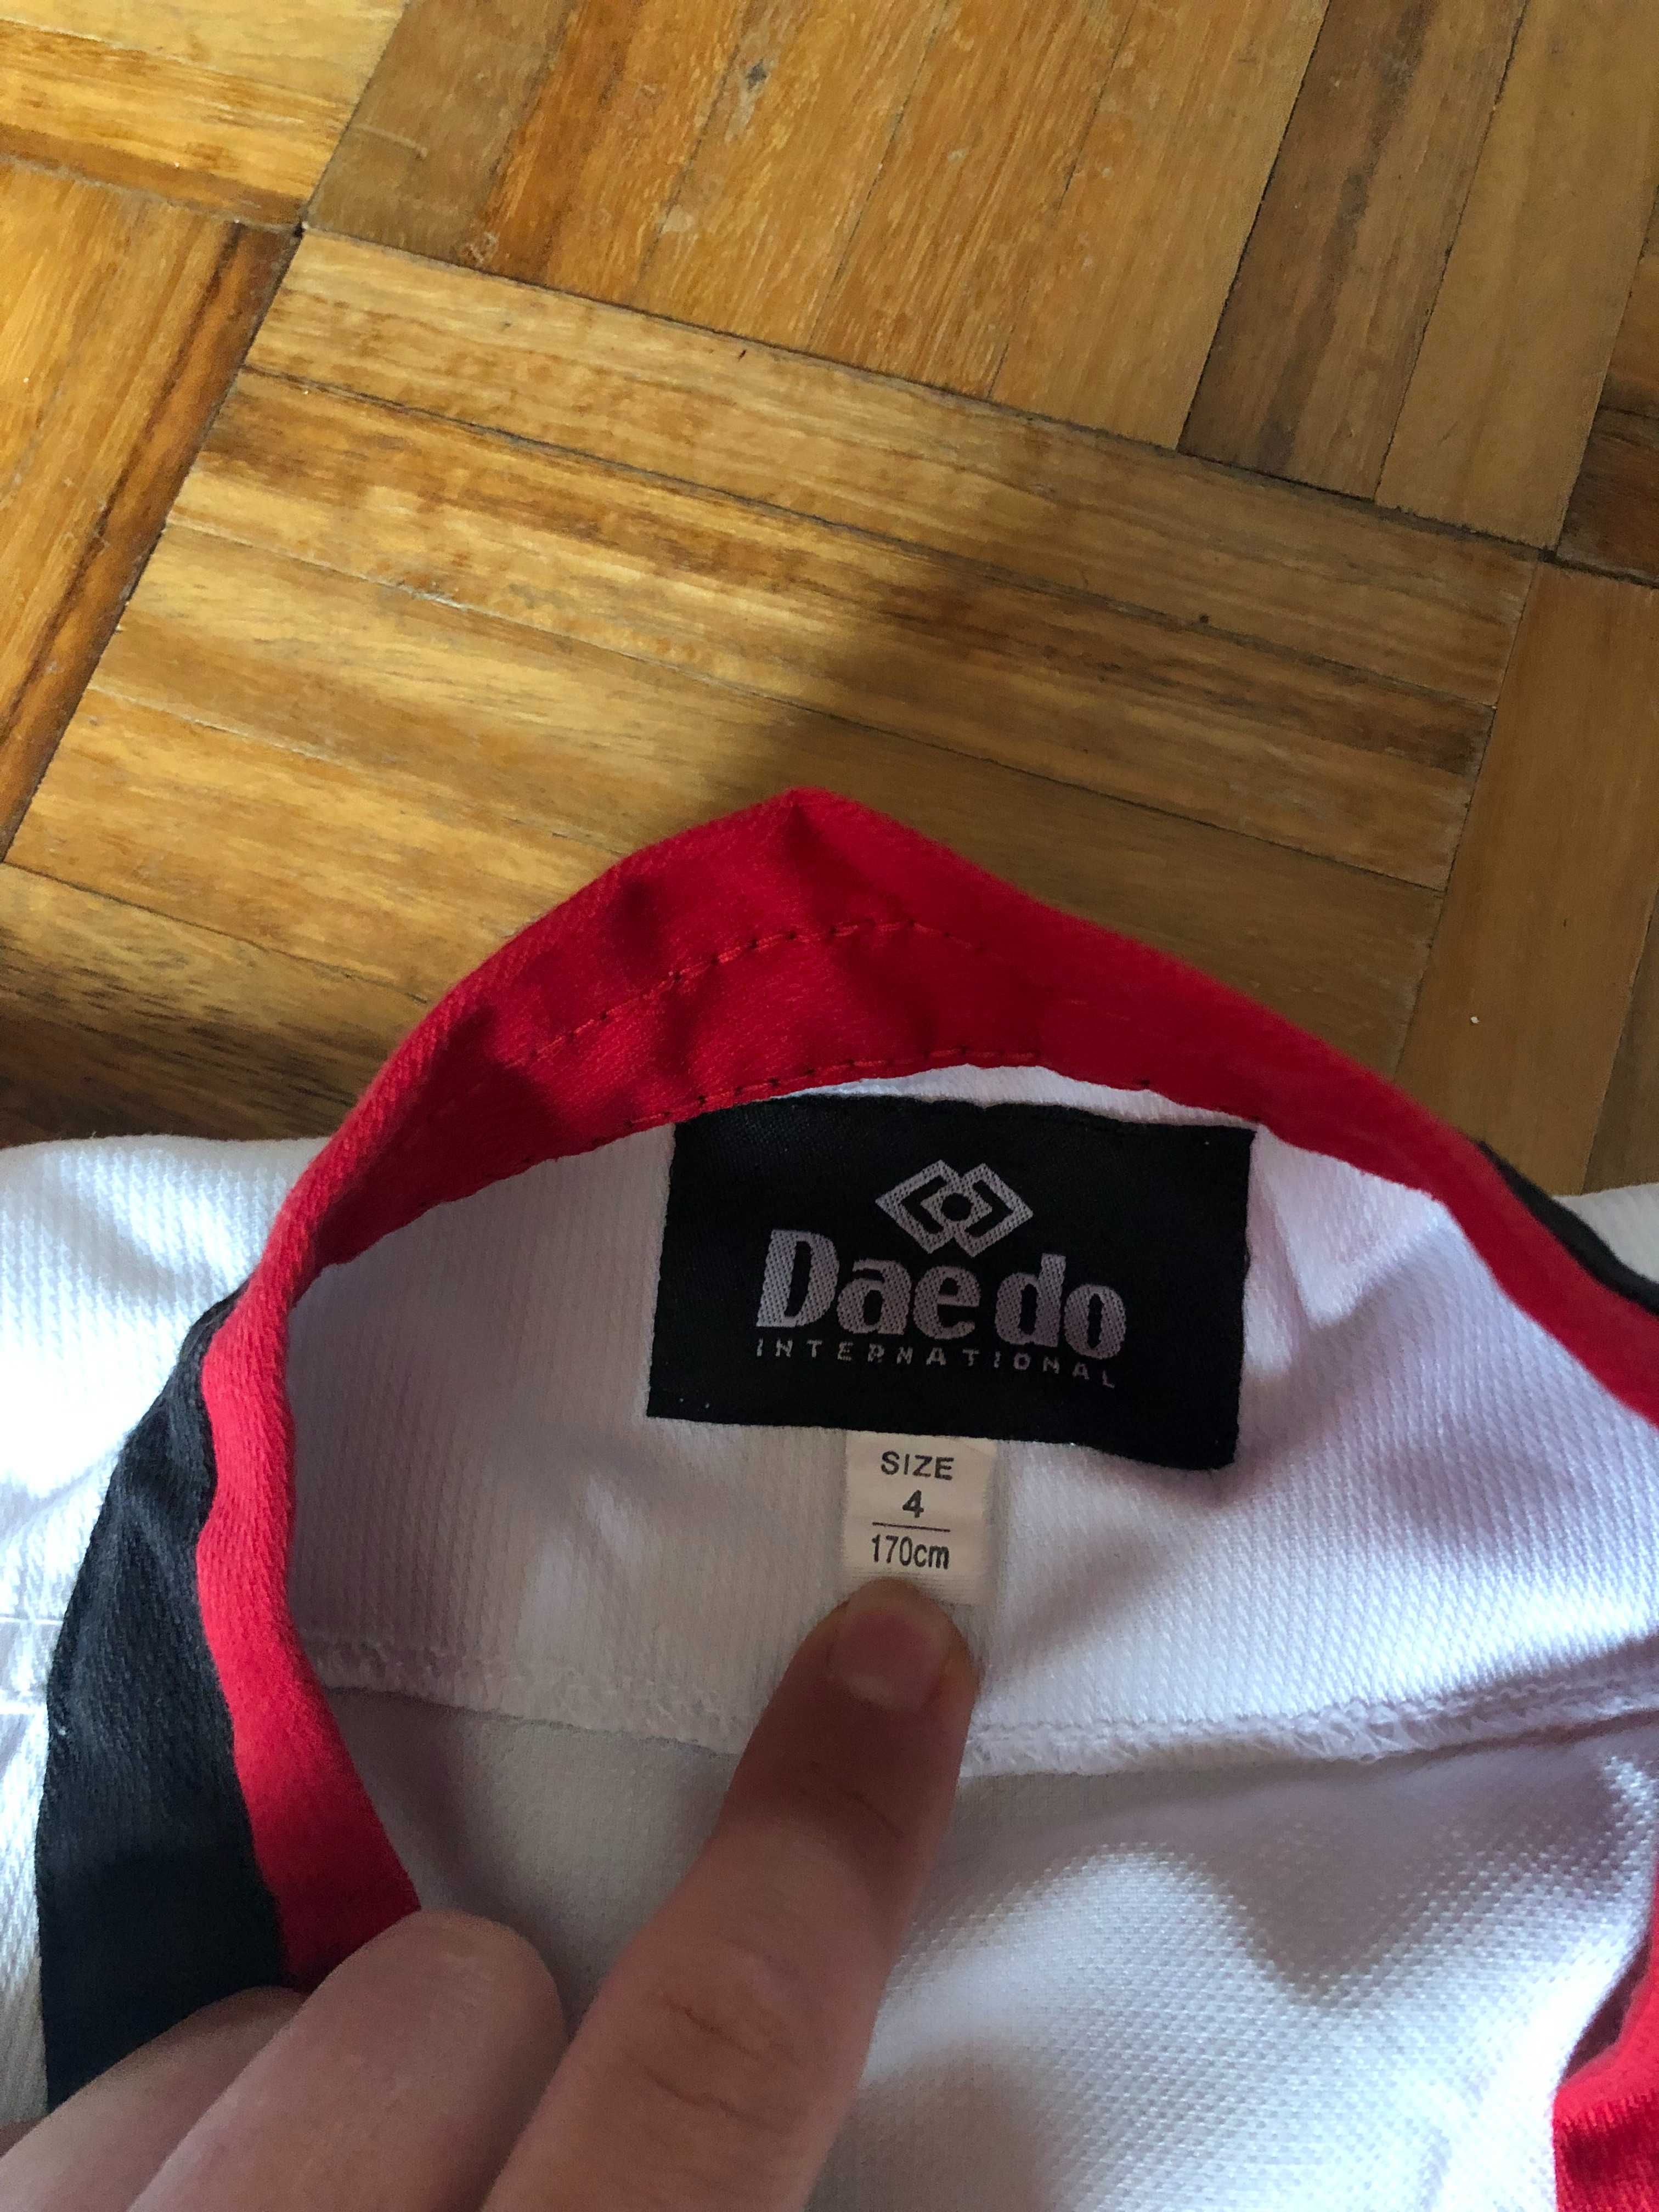 Daedo
INTERNATIONAL
SIZE
4
170cm